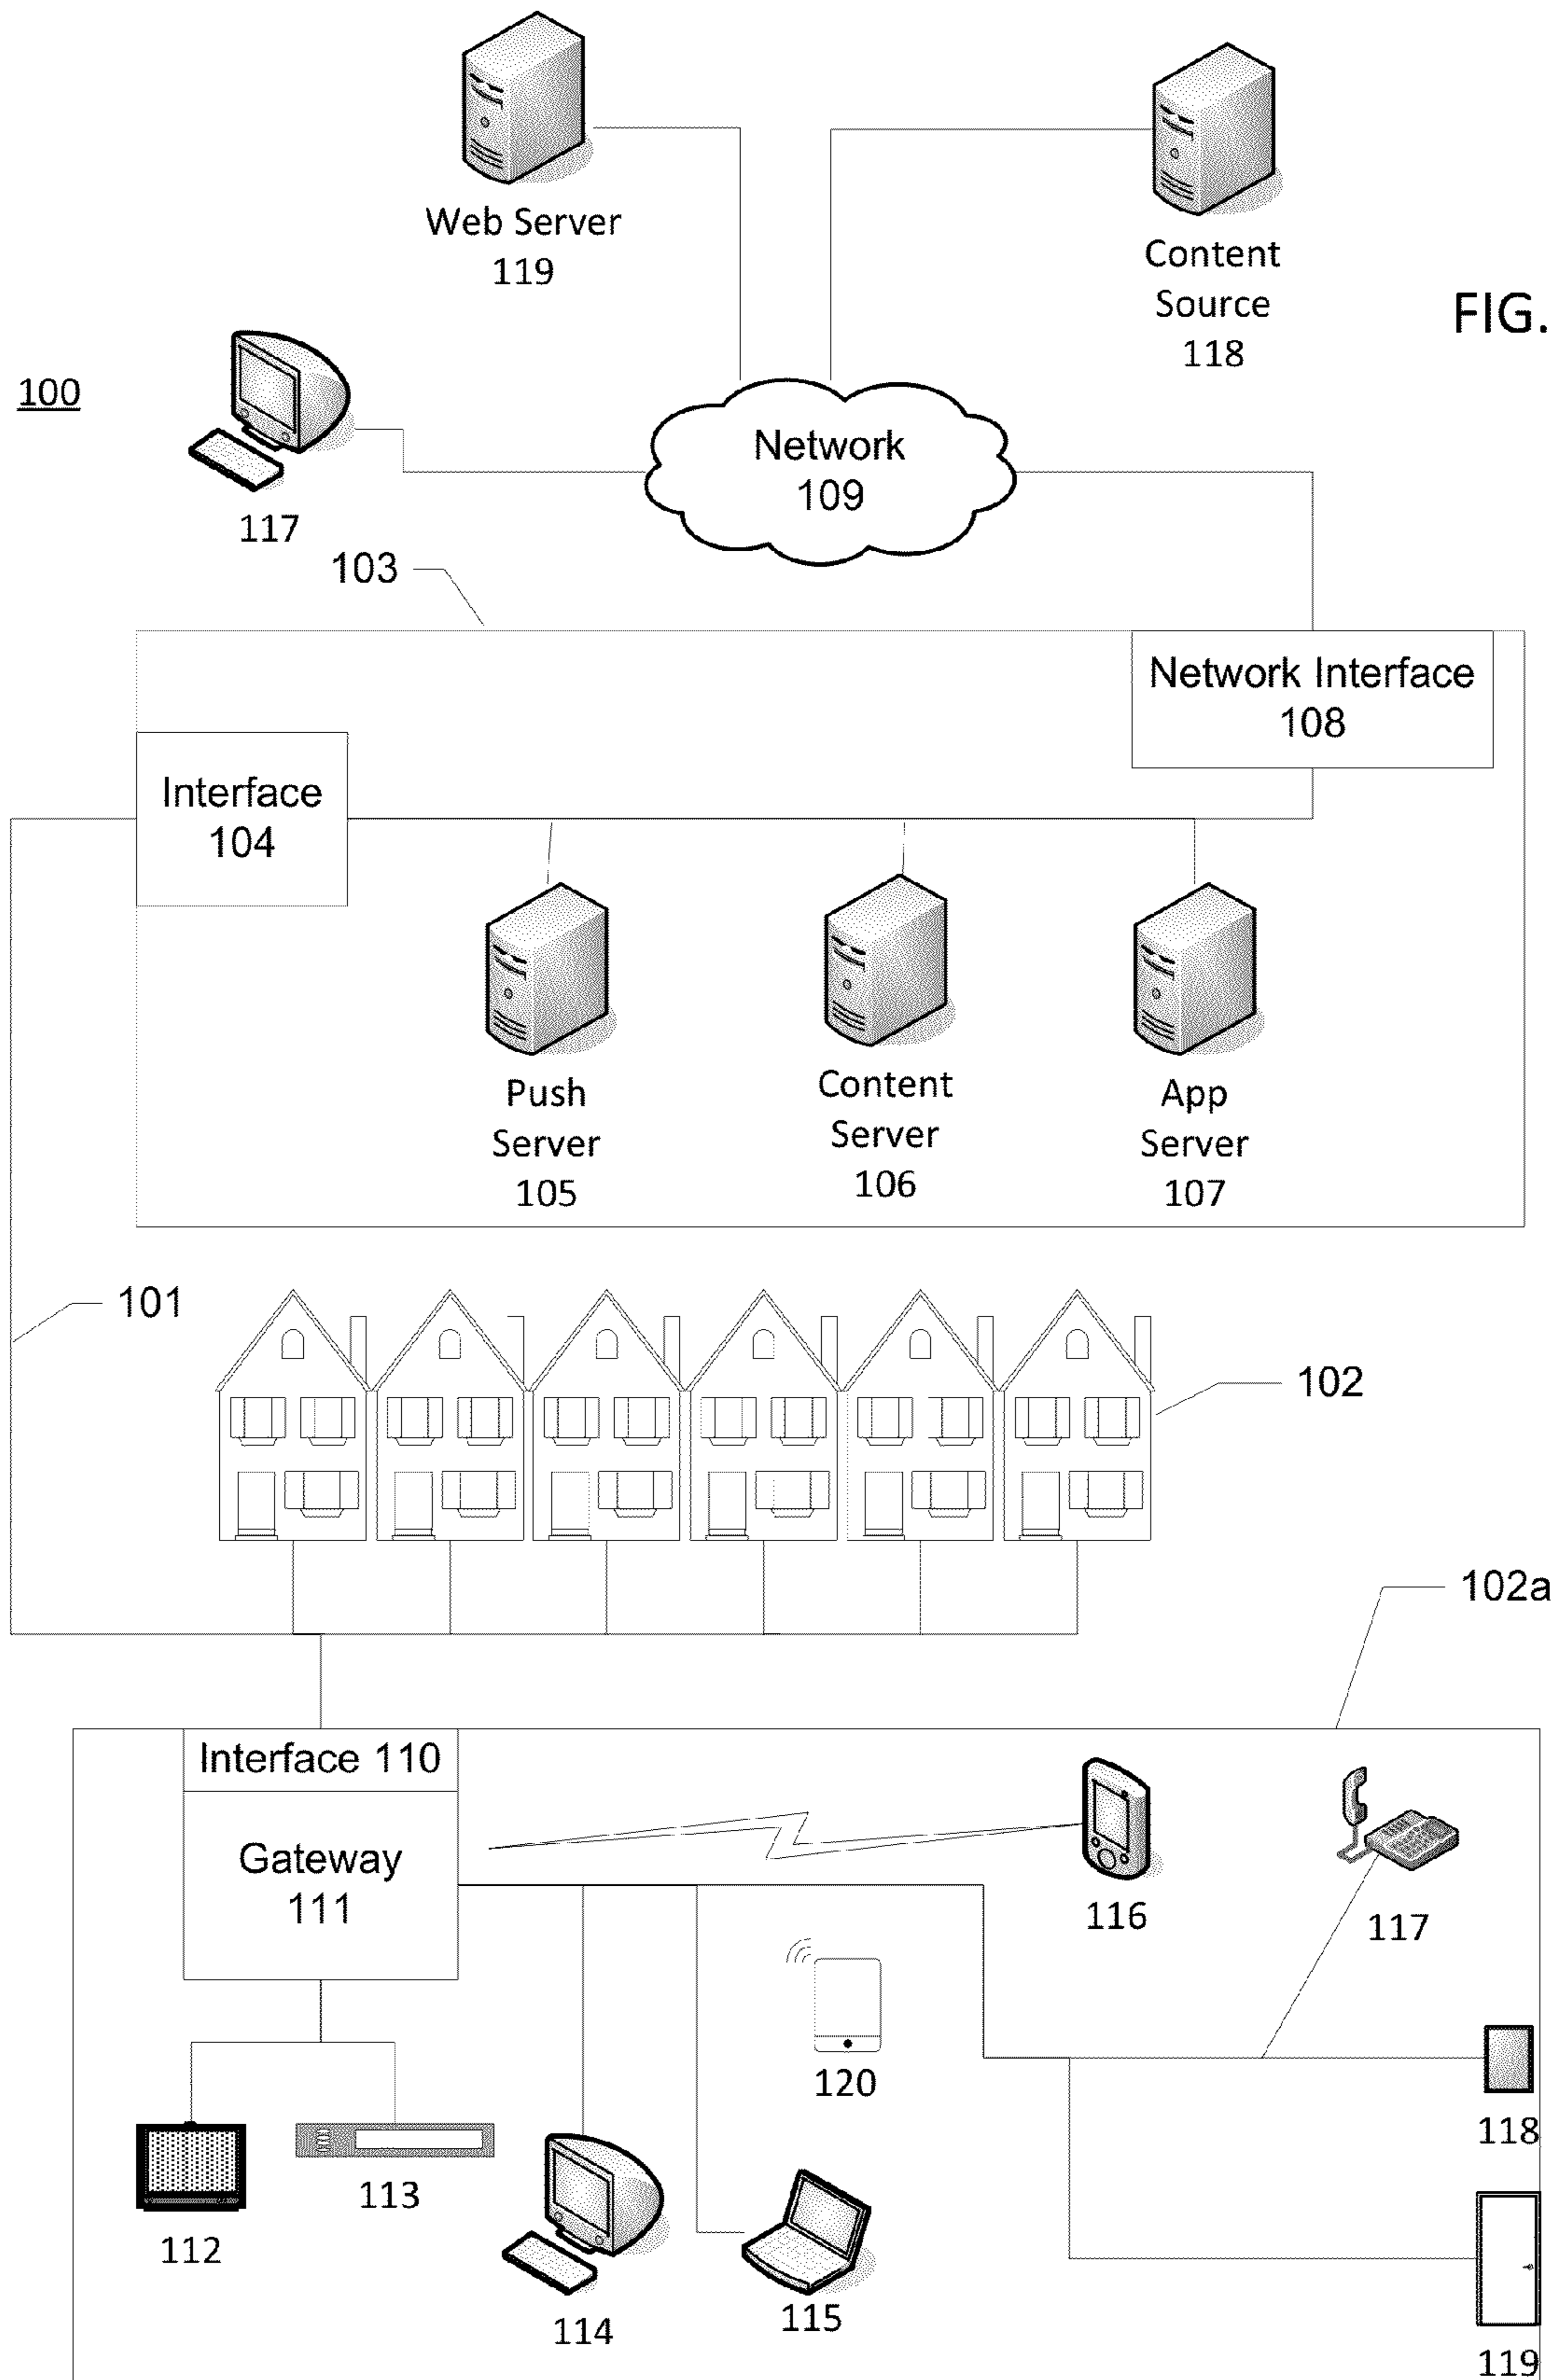 Web Server
119
Content
Source
118
FIG.
100
117
Network
109
103
Network Interface
108
Interface
104
Push
Server
105
Content
Server
106
App
Server
107
101
102
102a
Interface 110
Gateway
111
116
117
120
118
112
113
114
115
119